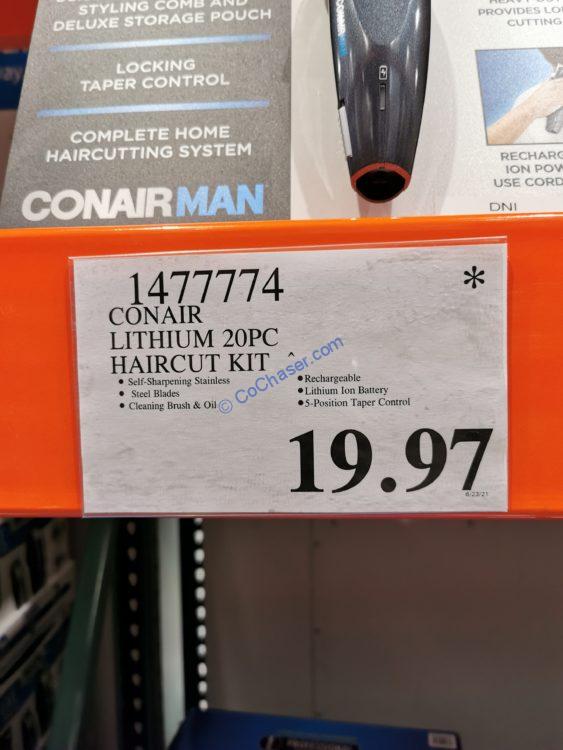 STYLING COMB AND
DELUXE STORAGE POUCH
LOCKING
TAPER CONTROL
COMPLETE HOME
HAIRCUTTING SYSTEM
CONAIRMAN
CONAIRMAN
PROVIDES
CUTTING
RECHARG
ION POW
USE CORD
DNI
1477774 *
CONAIR
LITHIUM 20PC
HAIRCUT KIT ^
• Self-Sharpening Stainless
• Steel Blades
• Cleaning Brush & Oil
• Rechargeable
• Lithium Ion Battery
• 5-Position Taper Control
© CoChaser.com
19.97
6/23/21